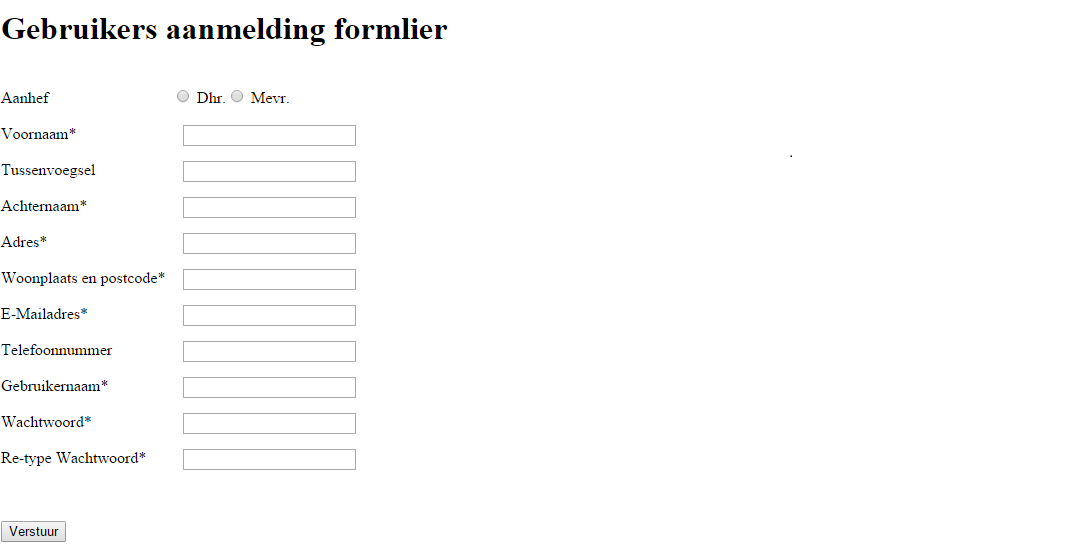 Gebruikers aanmelding formlier
Aanhef Dhr. Mevr.
Voornaam*
.
Tussenvoegsel
Achternaam*
Adres*
Woonplaats en postcode*
E-Mailadres*
Telefoonnummer
Gebruikernaam*
Wachtwoord*
Re-type Wachtwoord*
Verstuur